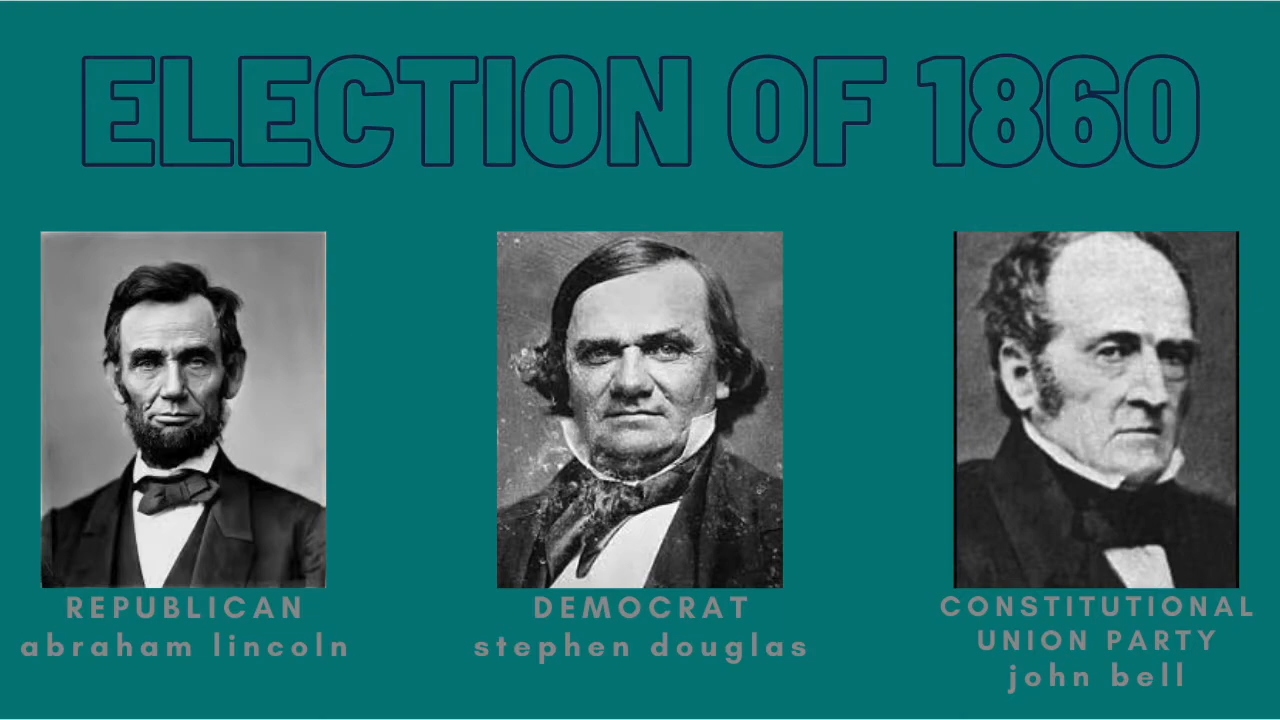 ELECTION OF 1860
REPUBLICAN
abraham lincoln
DEMOCRAT
stephen douglas
CONSTITUTIONAL
UNION PARTY
john bell